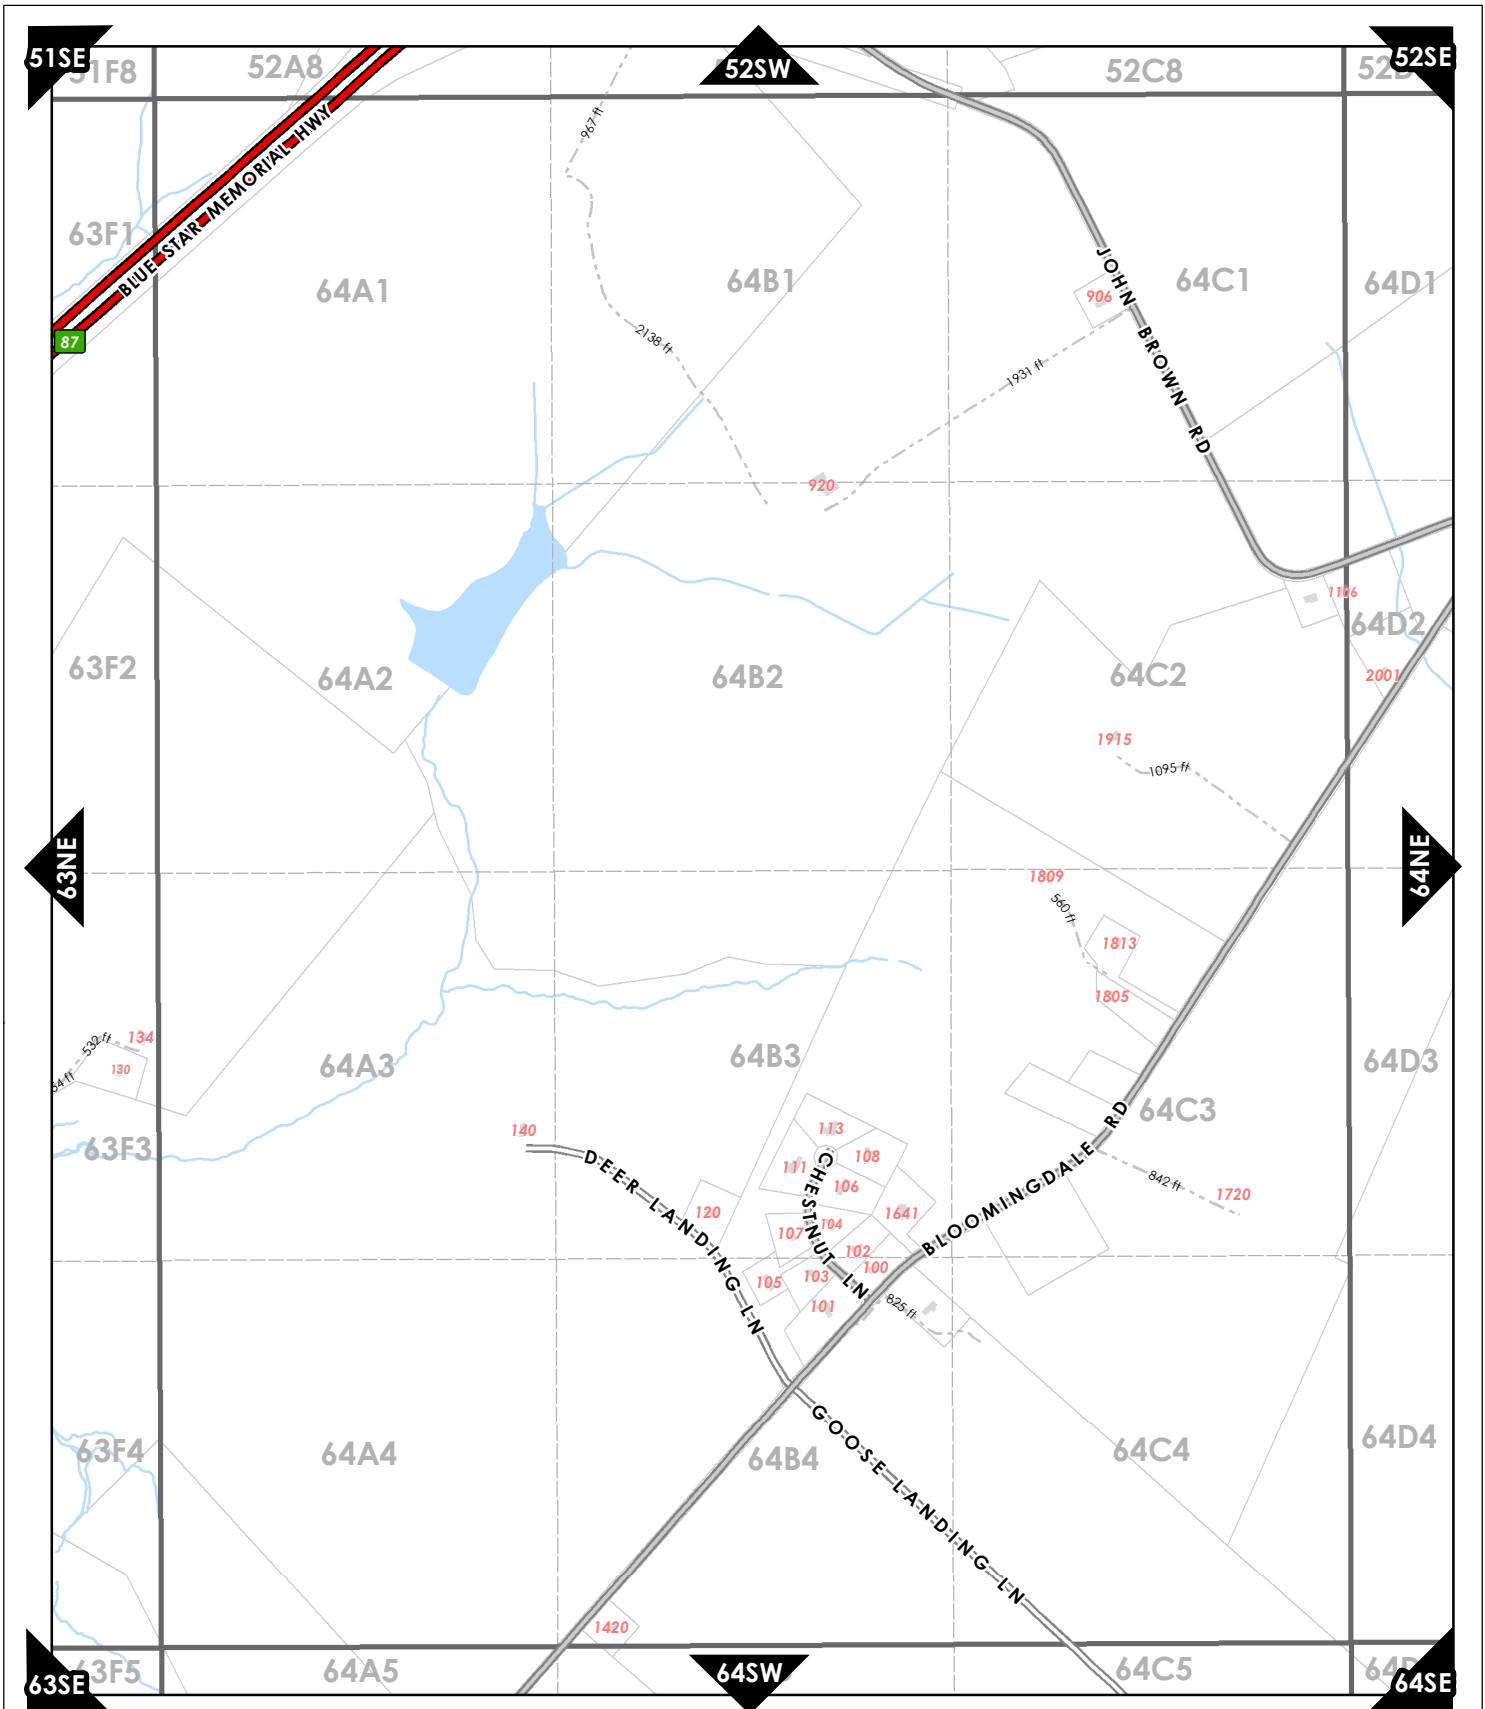 51SE
51F8
52A8
52SW
52C8
52SE
967 ft
BLUE STAR MEMORIAL HWY
63F1
64A1
64B1
64C1
64D1
JOHN BROWN RD
906
87
2138 ft
1931 ft
920
1106
63F2
64A2
64B2
64C2
64D2
2001
1915
1095 ft
63NE
64NE
1809
560 ft
1813
1805
532 ft
134
130
64A3
64B3
64D3
64C3
63F3
140
DEER LANDING LN
113
111
108
CHESTNUT LN
106
120
107
104
1641
BLOOMINGDALE RD
842 ft
1720
102
100
105
103
101
825 ft
GOOSE LANDING LN
63F4
64A4
64B4
64C4
64D4
1420
63F5
64A5
64SW
64C5
63SE
64SE